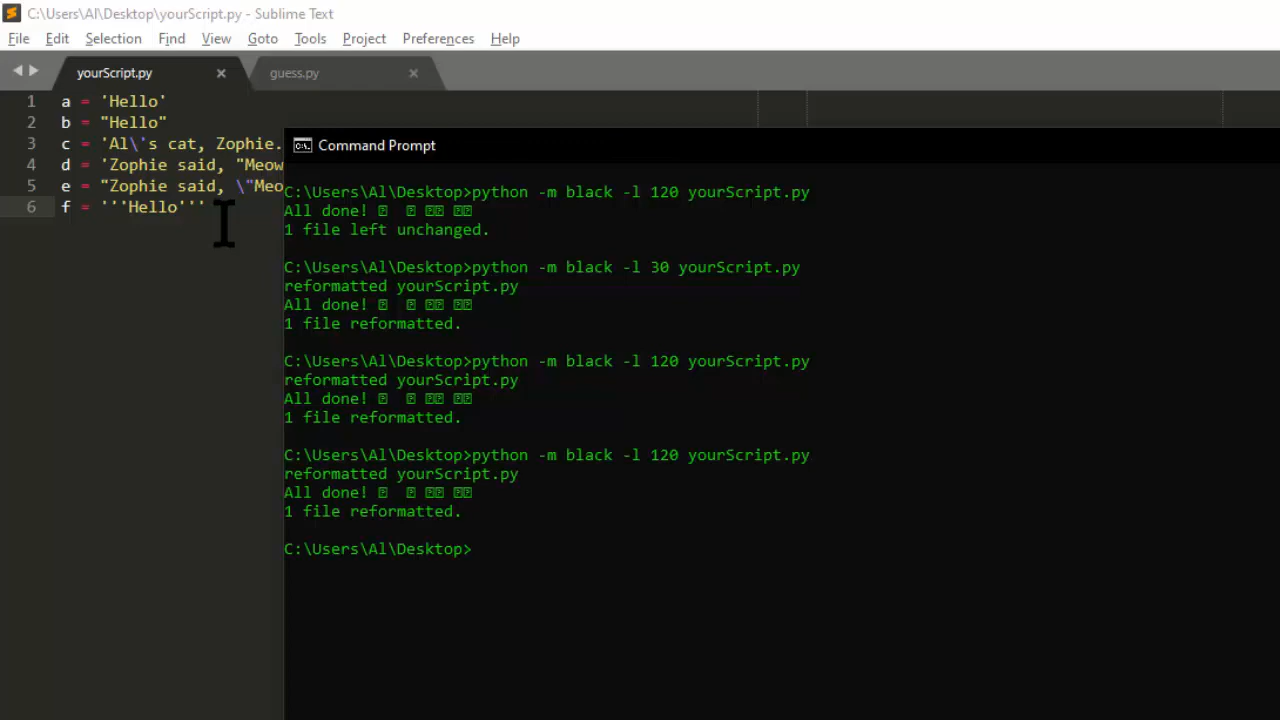 C:\Users\Al\Desktop\yourScript.py - Sublime Text
File Edit Selection Find View Goto Tools Project Preferences Help
yourScript.py × guess.py ×
1 a = 'Hello'
2 b = "Hello"
3 c = 'Al\'s cat, Zophie.
4 d = 'Zophie said, "Meow
5 e = "Zophie said, \"Meo
6 f = '''Hello'''
Command Prompt
C:\Users\Al\Desktop>python -m black -l 120 yourScript.py
All done!
1 file left unchanged.
C:\Users\Al\Desktop>python -m black -l 30 yourScript.py
reformatted yourScript.py
All done!
1 file reformatted.
C:\Users\Al\Desktop>python -m black -l 120 yourScript.py
reformatted yourScript.py
All done!
1 file reformatted.
C:\Users\Al\Desktop>python -m black -l 120 yourScript.py
reformatted yourScript.py
All done!
1 file reformatted.
C:\Users\Al\Desktop>